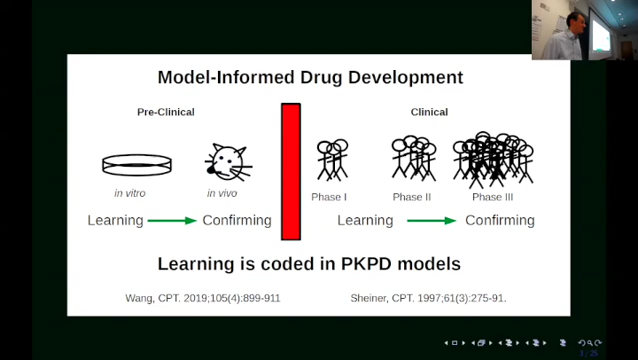 Model-Informed Drug Development
Pre-Clinical
Clinical
in vitro
in vivo
Phase I
Phase II
Phase III
Learning
Confirming
Learning
Confirming
Learning is coded in PKPD models
Wang, CPT. 2019;105(4):899-911
Sheiner, CPT. 1997;61(3):275-91.
3 / 25